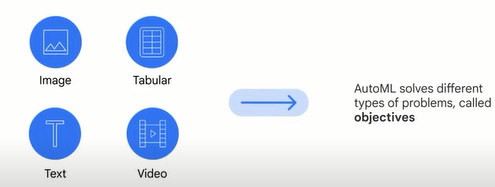 Image
Tabular
Text
Video
AutoML solves different
types of problems, called
objectives